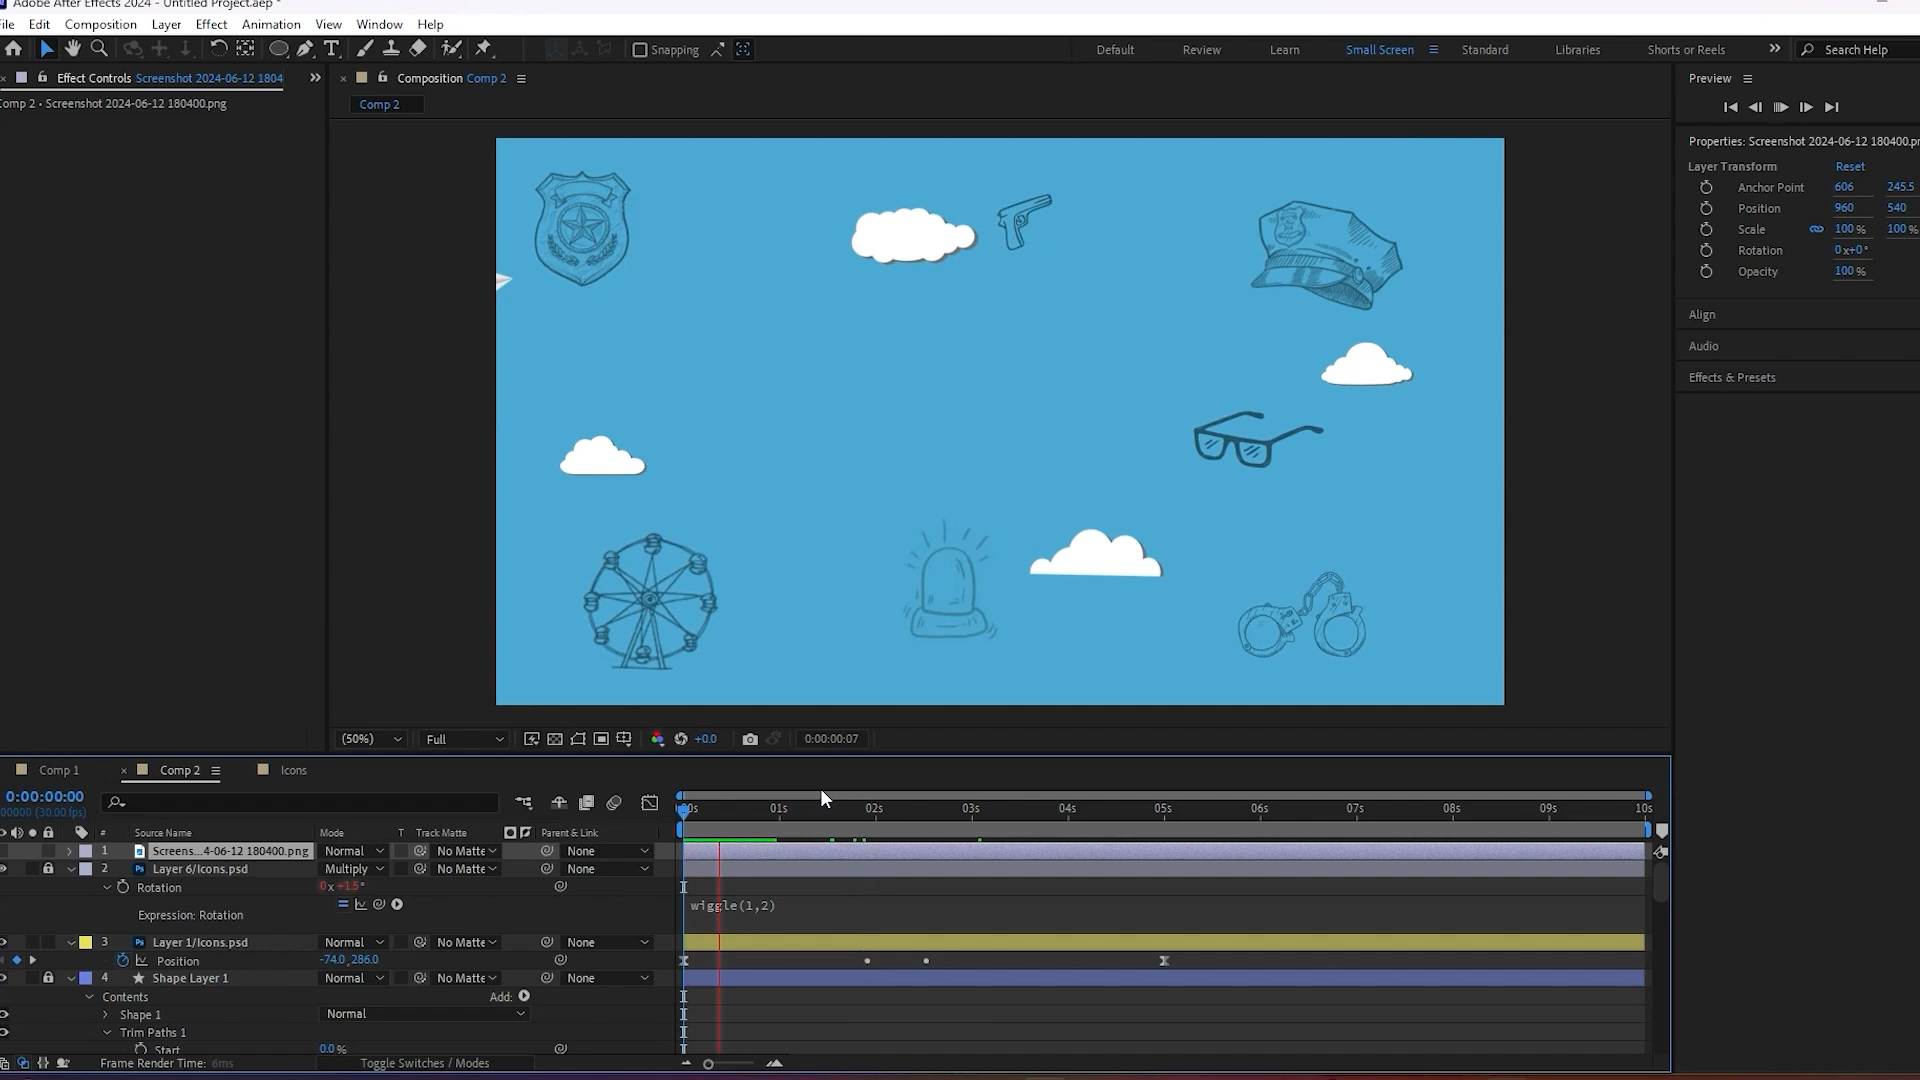 Adobe After Effects 2024 - Untitled Project.aep *
File Edit Composition Layer Effect Animation View Window Help
Snapping Default Review Learn Small Screen Standard Libraries Shorts or Reels Search Help
Effect Controls Screenshot 2024-06-12 1804
Composition Comp 2
Preview
Comp 2 • Screenshot 2024-06-12 180400.png
Comp 2
Properties: Screenshot 2024-06-12 180400.pn
Layer Transform Reset
Anchor Point 606 245.5
Position 960 540
Scale 100 % 100 %
Rotation 0 x+0 °
Opacity 100 %
Align
Audio
Effects & Presets
(50%) Full +0.0 0:00:00:07
Comp 1 Comp 2 Icons
0:00:00:00
00000 (30.00 fps)
00s 01s 02s 03s 04s 05s 06s 07s 08s 09s 10s
# Source Name Mode T Track Matte Parent & Link
1 Screens...4-06-12 180400.png Normal No Matte None
2 Layer 6/Icons.psd Multiply No Matte None
Rotation 0 x +1.5 °
wiggle(1,2)
Expression: Rotation
3 Layer 1/Icons.psd Normal No Matte None
Position -74.0,286.0
4 Shape Layer 1 Normal No Matte None
Contents Add:
Shape 1 Normal
Trim Paths 1
Start 0.0 %
Frame Render Time: 6ms Toggle Switches / Modes